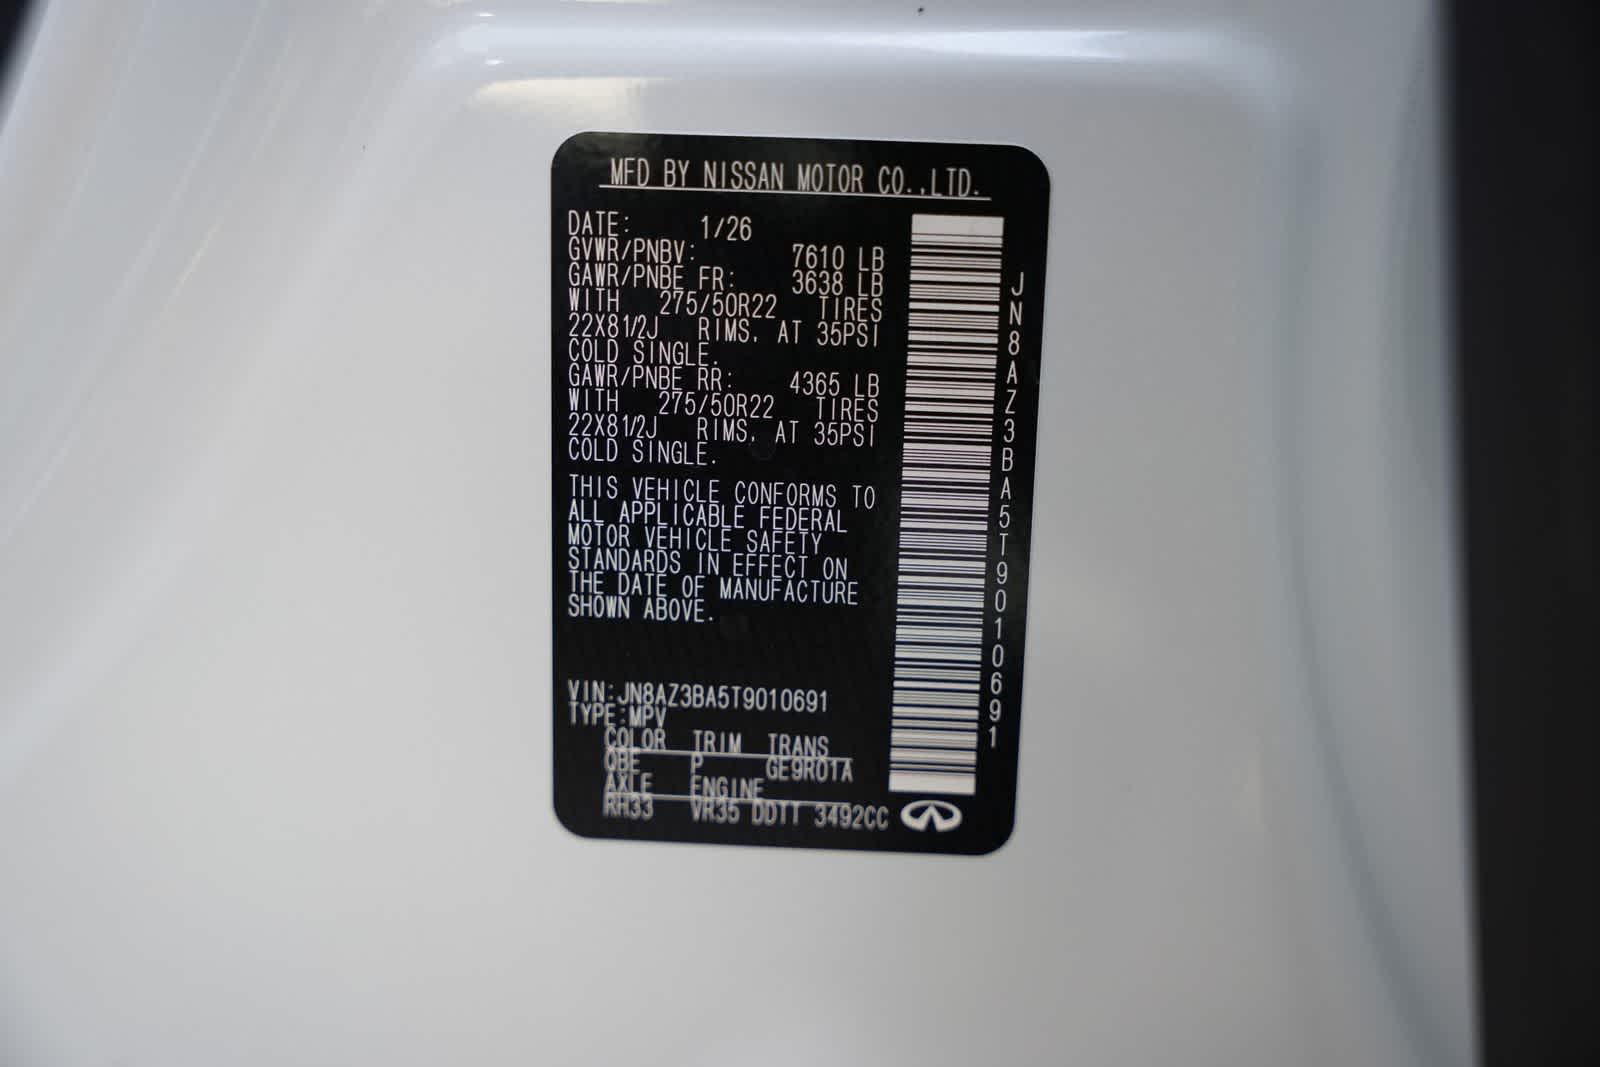 MFD BY NISSAN MOTOR CO.,LTD.
DATE: 1/26
GVWR/PNBV: 7610 LB
GAWR/PNBE FR: 3638 LB
WITH 275/50R22 TIRES
22X81/2J RIMS, AT 35PSI
COLD SINGLE.
GAWR/PNBE RR: 4365 LB
WITH 275/50R22 TIRES
22X81/2J RIMS, AT 35PSI
COLD SINGLE.
THIS VEHICLE CONFORMS TO
ALL APPLICABLE FEDERAL
MOTOR VEHICLE SAFETY
STANDARDS IN EFFECT ON
THE DATE OF MANUFACTURE
SHOWN ABOVE.
VIN:JN8AZ3BA5T9010691
TYPE:MPV
COLOR TRIM TRANS
QBE P GE9R01A
AXLE ENGINE
RH33 VR35 DDTT 3492CC
JN8AZ3BA5T9010691